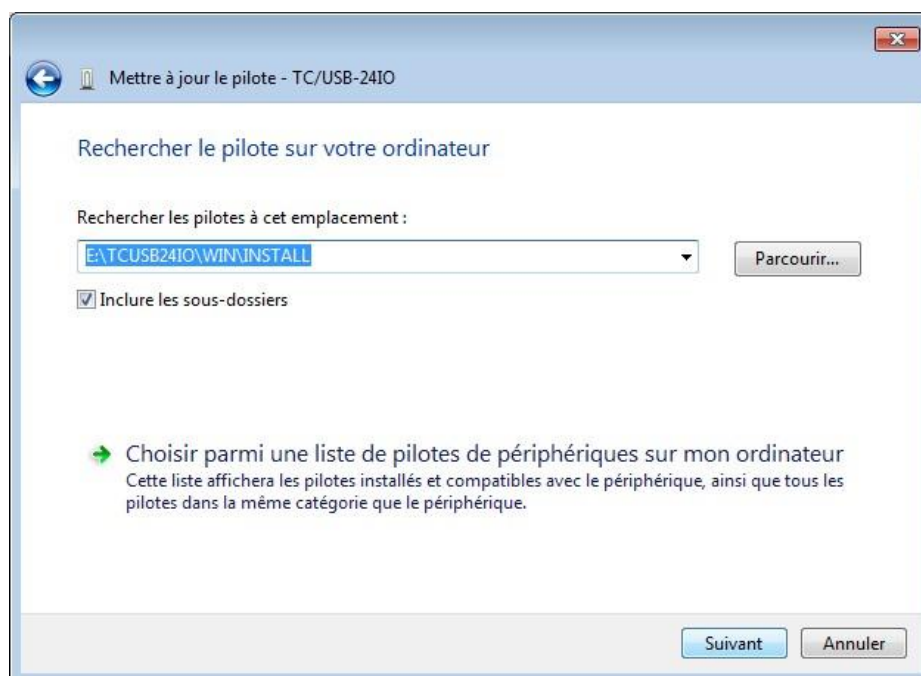 Mettre à jour le pilote - TC/USB-24IO
Rechercher le pilote sur votre ordinateur
Rechercher les pilotes à cet emplacement :
E:\TCUSB24IO\WIN\INSTALL
Parcourir...
Inclure les sous-dossiers
Choisir parmi une liste de pilotes de périphériques sur mon ordinateur
Cette liste affichera les pilotes installés et compatibles avec le périphérique, ainsi que tous les
pilotes dans la même catégorie que le périphérique.
Suivant
Annuler